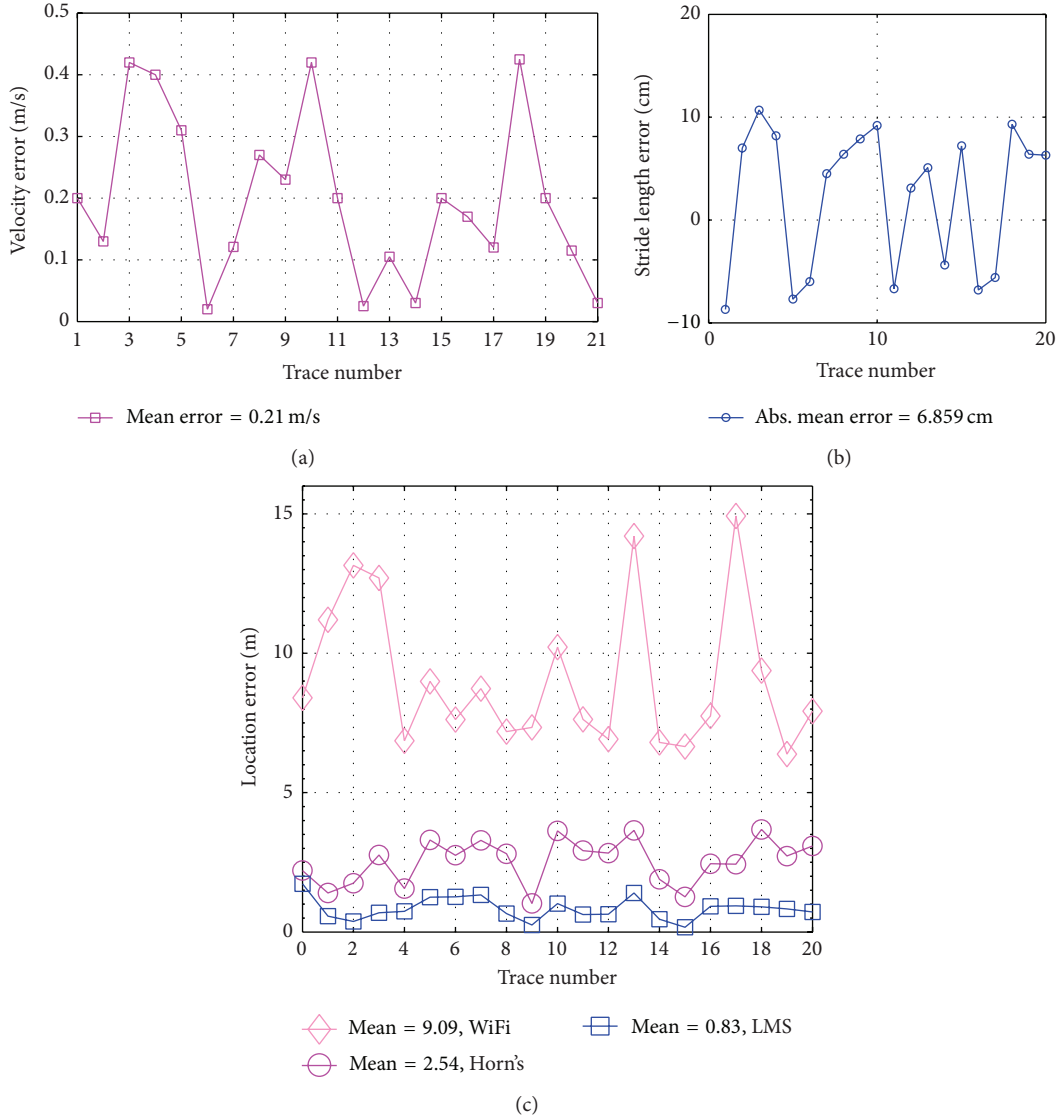 0.5
0.4
0.3
0.2
0.1
0
Velocity error (m/s)
1 3 5 7 9 11 13 15 17 19 21
Trace number
Mean error = 0.21 m/s
(a)
20
10
0
−10
Stride length error (cm)
0 10 20
Trace number
Abs. mean error = 6.859 cm
(b)
15
10
5
0
Location error (m)
0 2 4 6 8 10 12 14 16 18 20
Trace number
Mean = 9.09, WiFi
Mean = 2.54, Horn's
Mean = 0.83, LMS
(c)